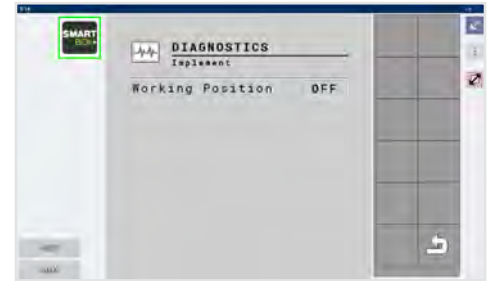 SMART
BOX
DIAGNOSTICS
Implement
Working Position OFF